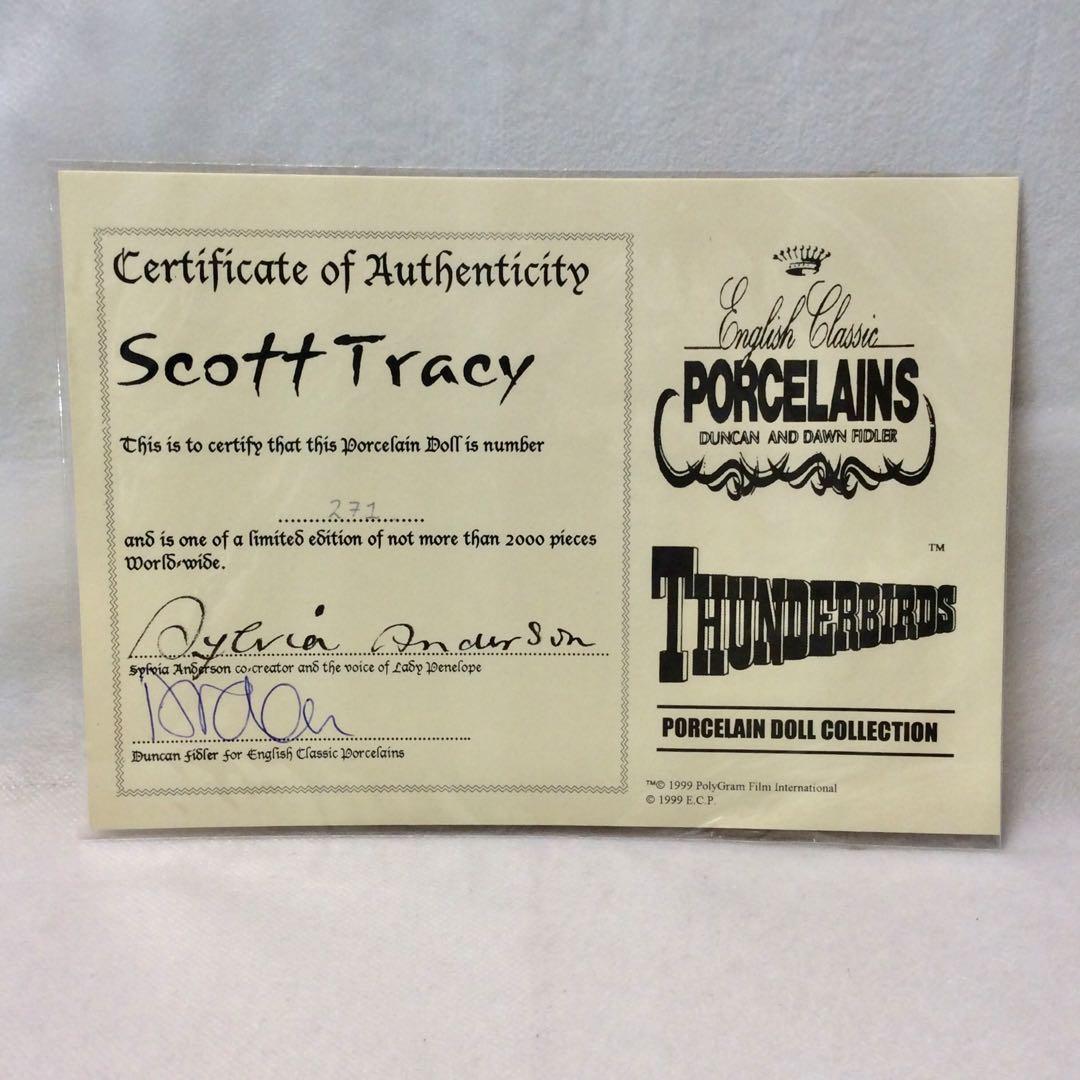 Certificate of Authenticity
Scott Tracy
This is to certify that this Porcelain Doll is number
271
and is one of a limited edition of not more than 2000 pieces
World-wide.
Sylvia Anderson
Sylvia Anderson co-creator and the voice of Lady Penelope
Duncan Fidler for English Classic Porcelains
English Classic
PORCELAINS
DUNCAN AND DAWN FIDLER
THUNDERBIRDS TM
PORCELAIN DOLL COLLECTION
TM© 1999 PolyGram Film International
© 1999 E.C.P.